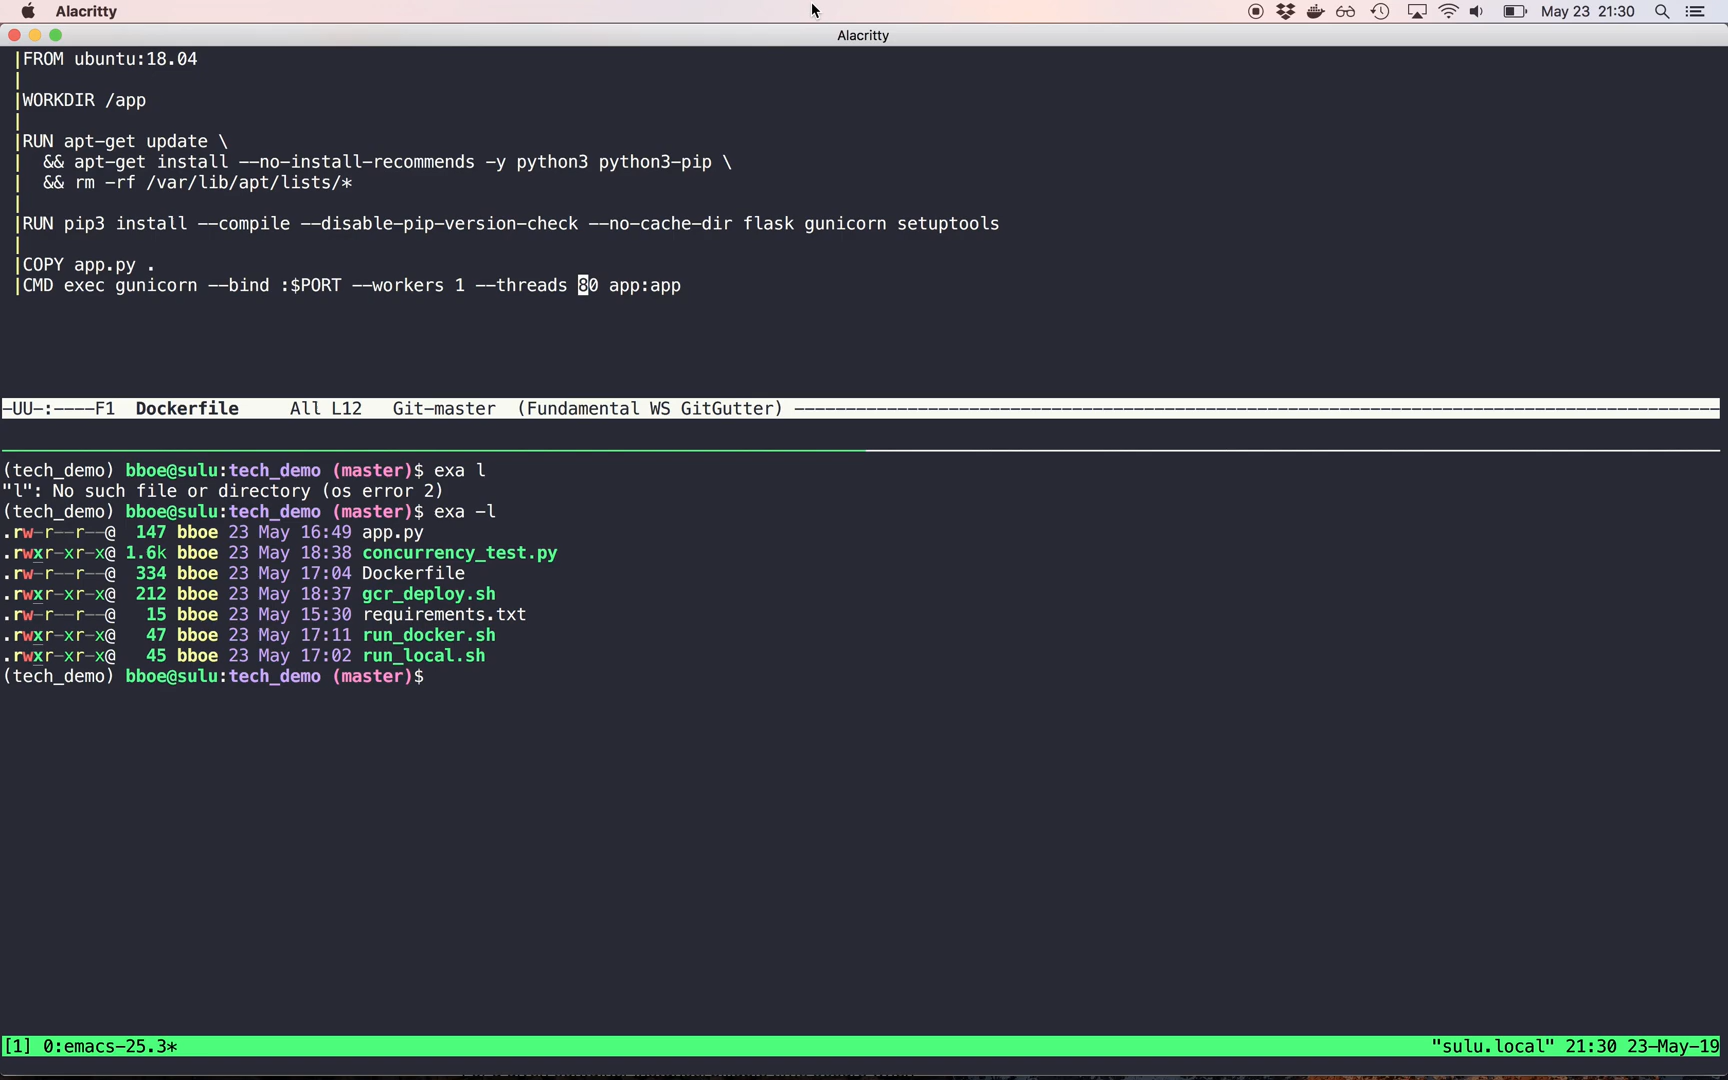 Alacritty
May 23 21:30
Alacritty
FROM ubuntu:18.04
WORKDIR /app
RUN apt-get update \
&& apt-get install --no-install-recommends -y python3 python3-pip \
&& rm -rf /var/lib/apt/lists/*
RUN pip3 install --compile --disable-pip-version-check --no-cache-dir flask gunicorn setuptools
COPY app.py .
CMD exec gunicorn --bind :$PORT --workers 1 --threads 80 app:app
-UU-:----F1  Dockerfile     All L12   Git-master  (Fundamental WS GitGutter) ------------------------------------------------------------------------------------------
(tech_demo) bboe@sulu:tech_demo (master)$ exa l
"l": No such file or directory (os error 2)
(tech_demo) bboe@sulu:tech_demo (master)$ exa -l
.rw-r--r--@  147 bboe 23 May 16:49 app.py
.rwxr-xr-x@ 1.6k bboe 23 May 18:38 concurrency_test.py
.rw-r--r--@  334 bboe 23 May 17:04 Dockerfile
.rwxr-xr-x@  212 bboe 23 May 18:37 gcr_deploy.sh
.rw-r--r--@   15 bboe 23 May 15:30 requirements.txt
.rwxr-xr-x@   47 bboe 23 May 17:11 run_docker.sh
.rwxr-xr-x@   45 bboe 23 May 17:02 run_local.sh
(tech_demo) bboe@sulu:tech_demo (master)$
[1] 0:emacs-25.3* "sulu.local" 21:30 23-May-19